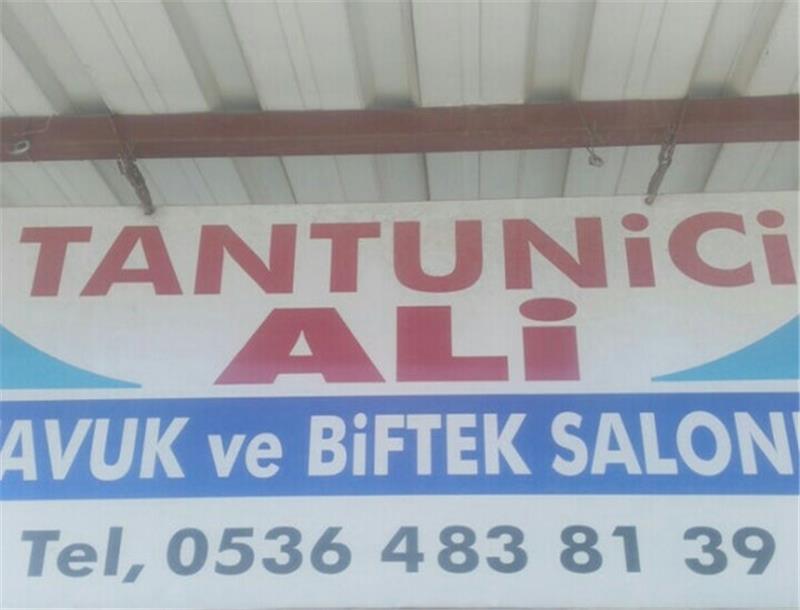 TANTUNiCi
ALi
AVUK ve BiFTEK SALON
Tel, 0536 483 81 39